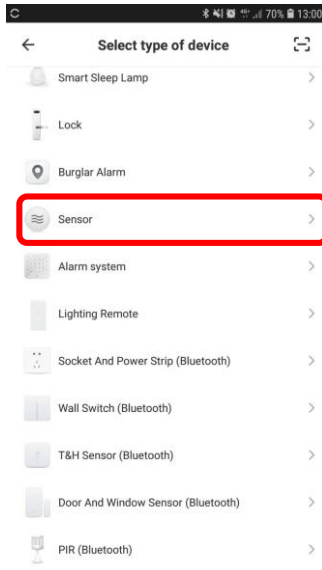 70% 13:00
Select type of device
Smart Sleep Lamp
Lock
Burglar Alarm
Sensor
Alarm system
Lighting Remote
Socket And Power Strip (Bluetooth)
Wall Switch (Bluetooth)
T&H Sensor (Bluetooth)
Door And Window Sensor (Bluetooth)
PIR (Bluetooth)